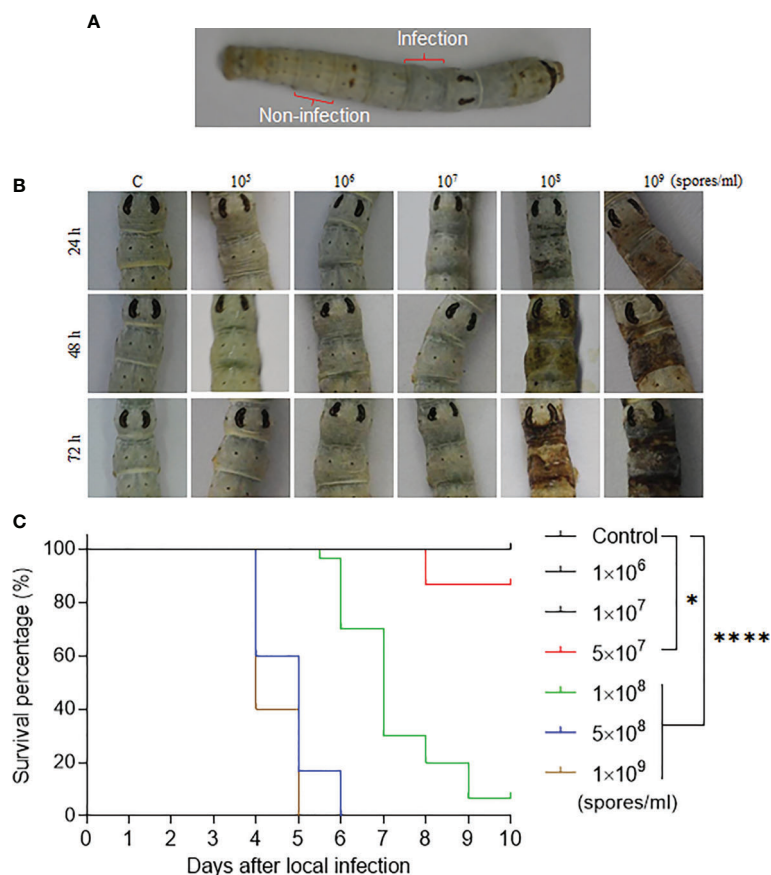 A
Infection
Non-infection
B
C 10⁵ 10⁶ 10⁷ 10⁸ 10⁹ (spores/ml)
24 h
48 h
72 h
C
Survival percentage (%)
100
80
60
40
20
0
0 1 2 3 4 5 6 7 8 9 10
Days after local infection
Control
1×10⁶
1×10⁷
5×10⁷
1×10⁸
5×10⁸
1×10⁹
(spores/ml)
*
****